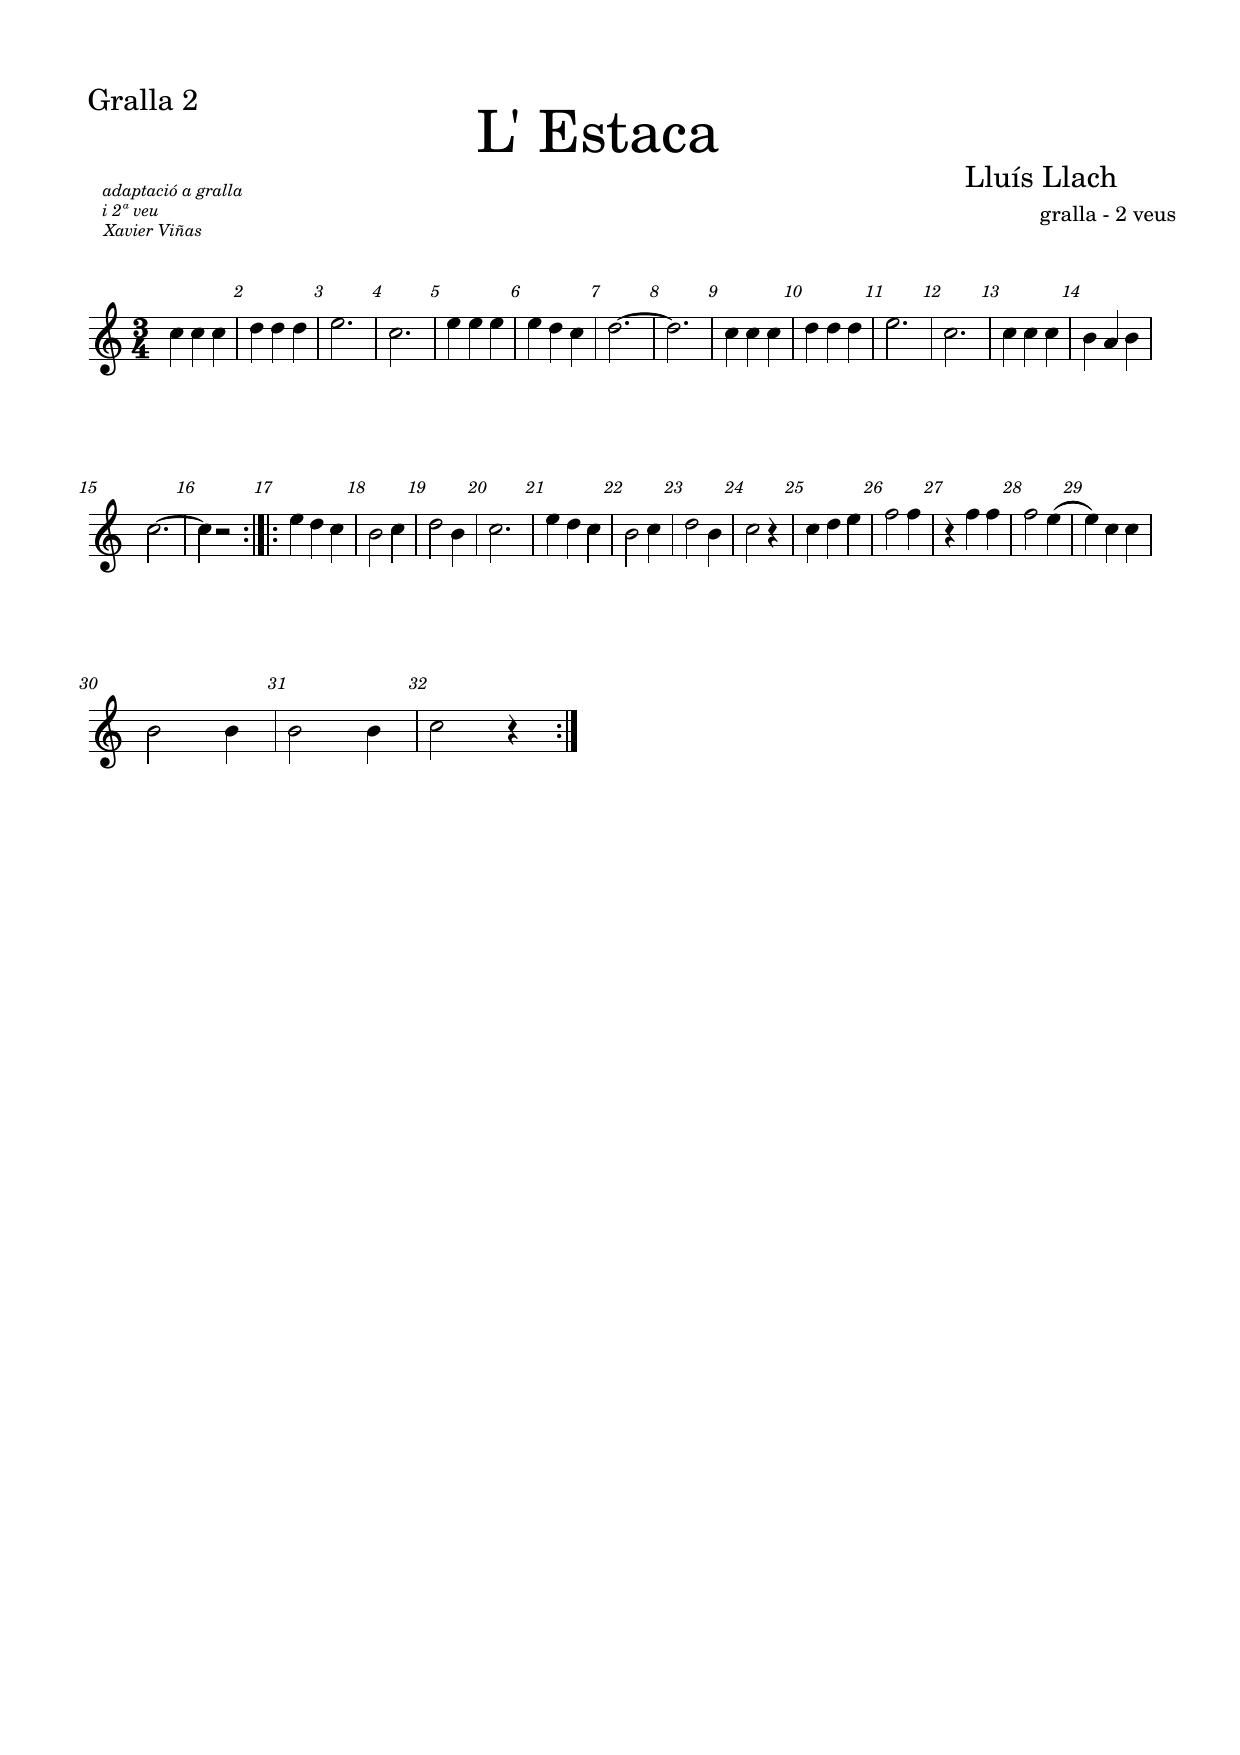 Gralla 2
L' Estaca
Lluís Llach
adaptació a gralla
i 2ª veu
Xavier Viñas
gralla - 2 veus
2 3 4 5 6 7 8 9 10 11 12 13 14
3
4
15 16 17 18 19 20 21 22 23 24 25 26 27 28 29
30 31 32